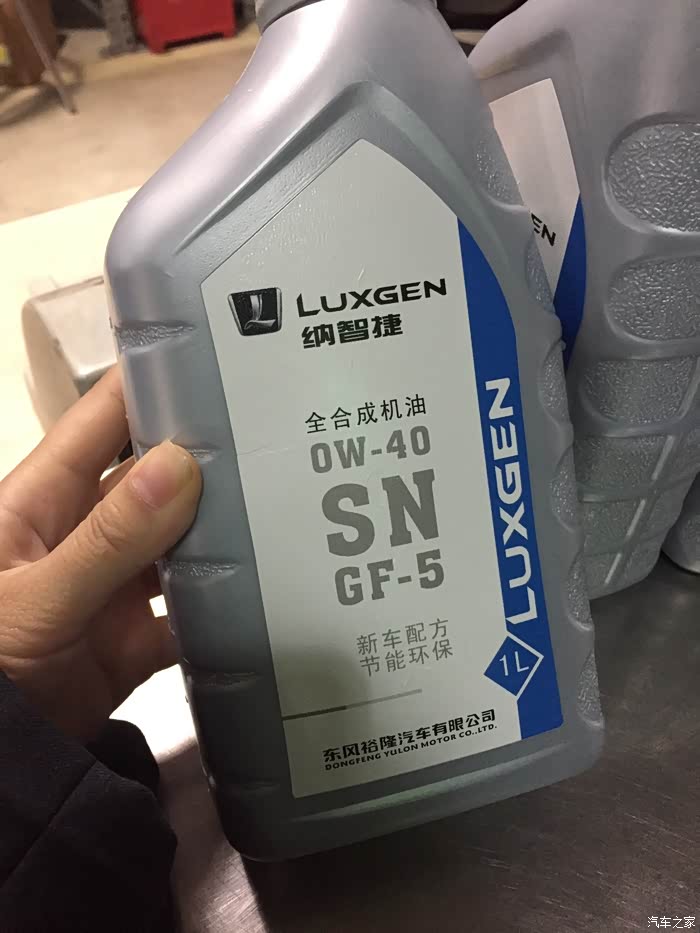 LUXGEN
纳智捷
全合成机油
0W-40
SN
GF-5
新车配方
节能环保
LUXGEN
1L
东风裕隆汽车有限公司
DONGFENG YULON MOTOR CO.,LTD.
EN
汽车之家